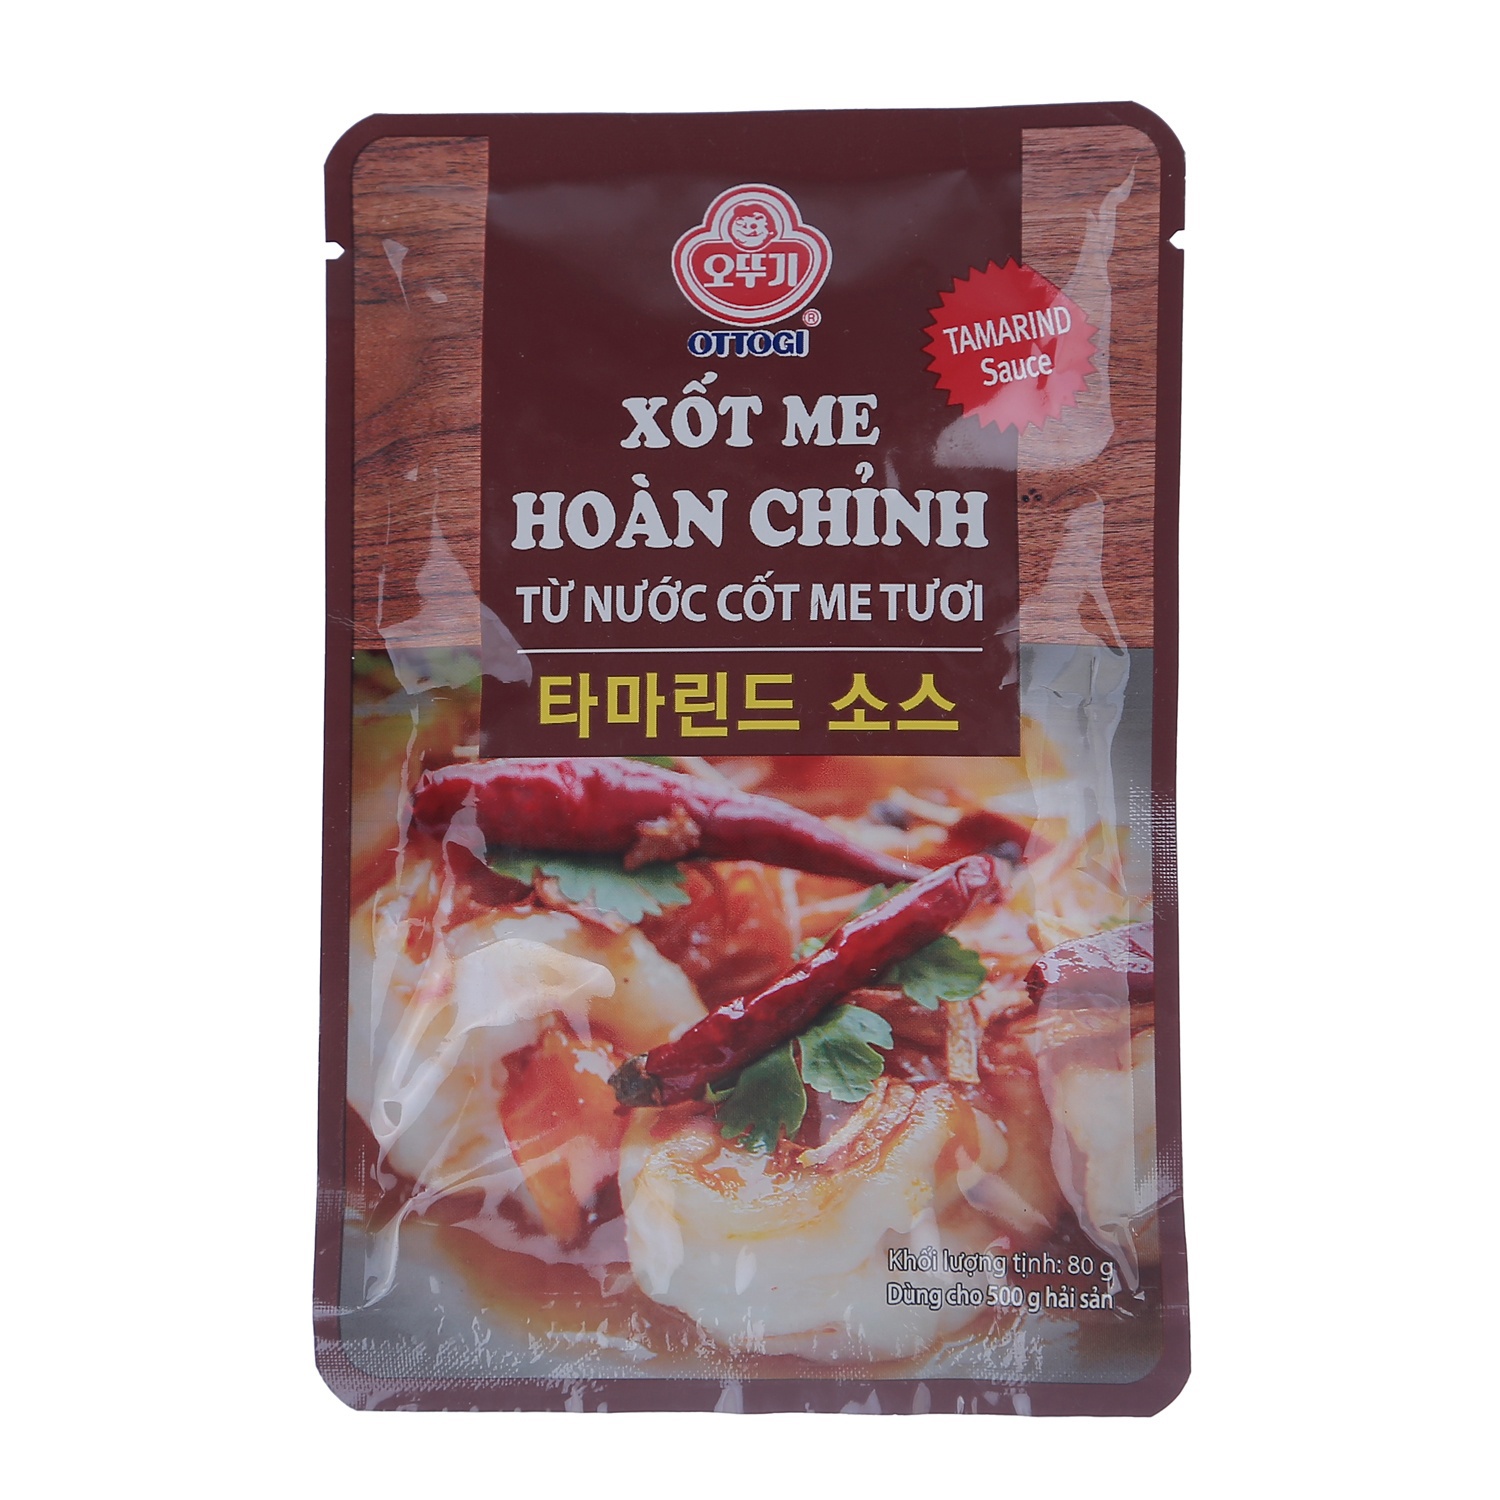 오뚜기
®
OTTOGI
TAMARIND
Sauce
XỐT ME
HOÀN CHỈNH
TỪ NƯỚC CỐT ME TƯƠI
타마린드 소스
Khối lượng tịnh: 80 g
Dùng cho 500 g hải sản